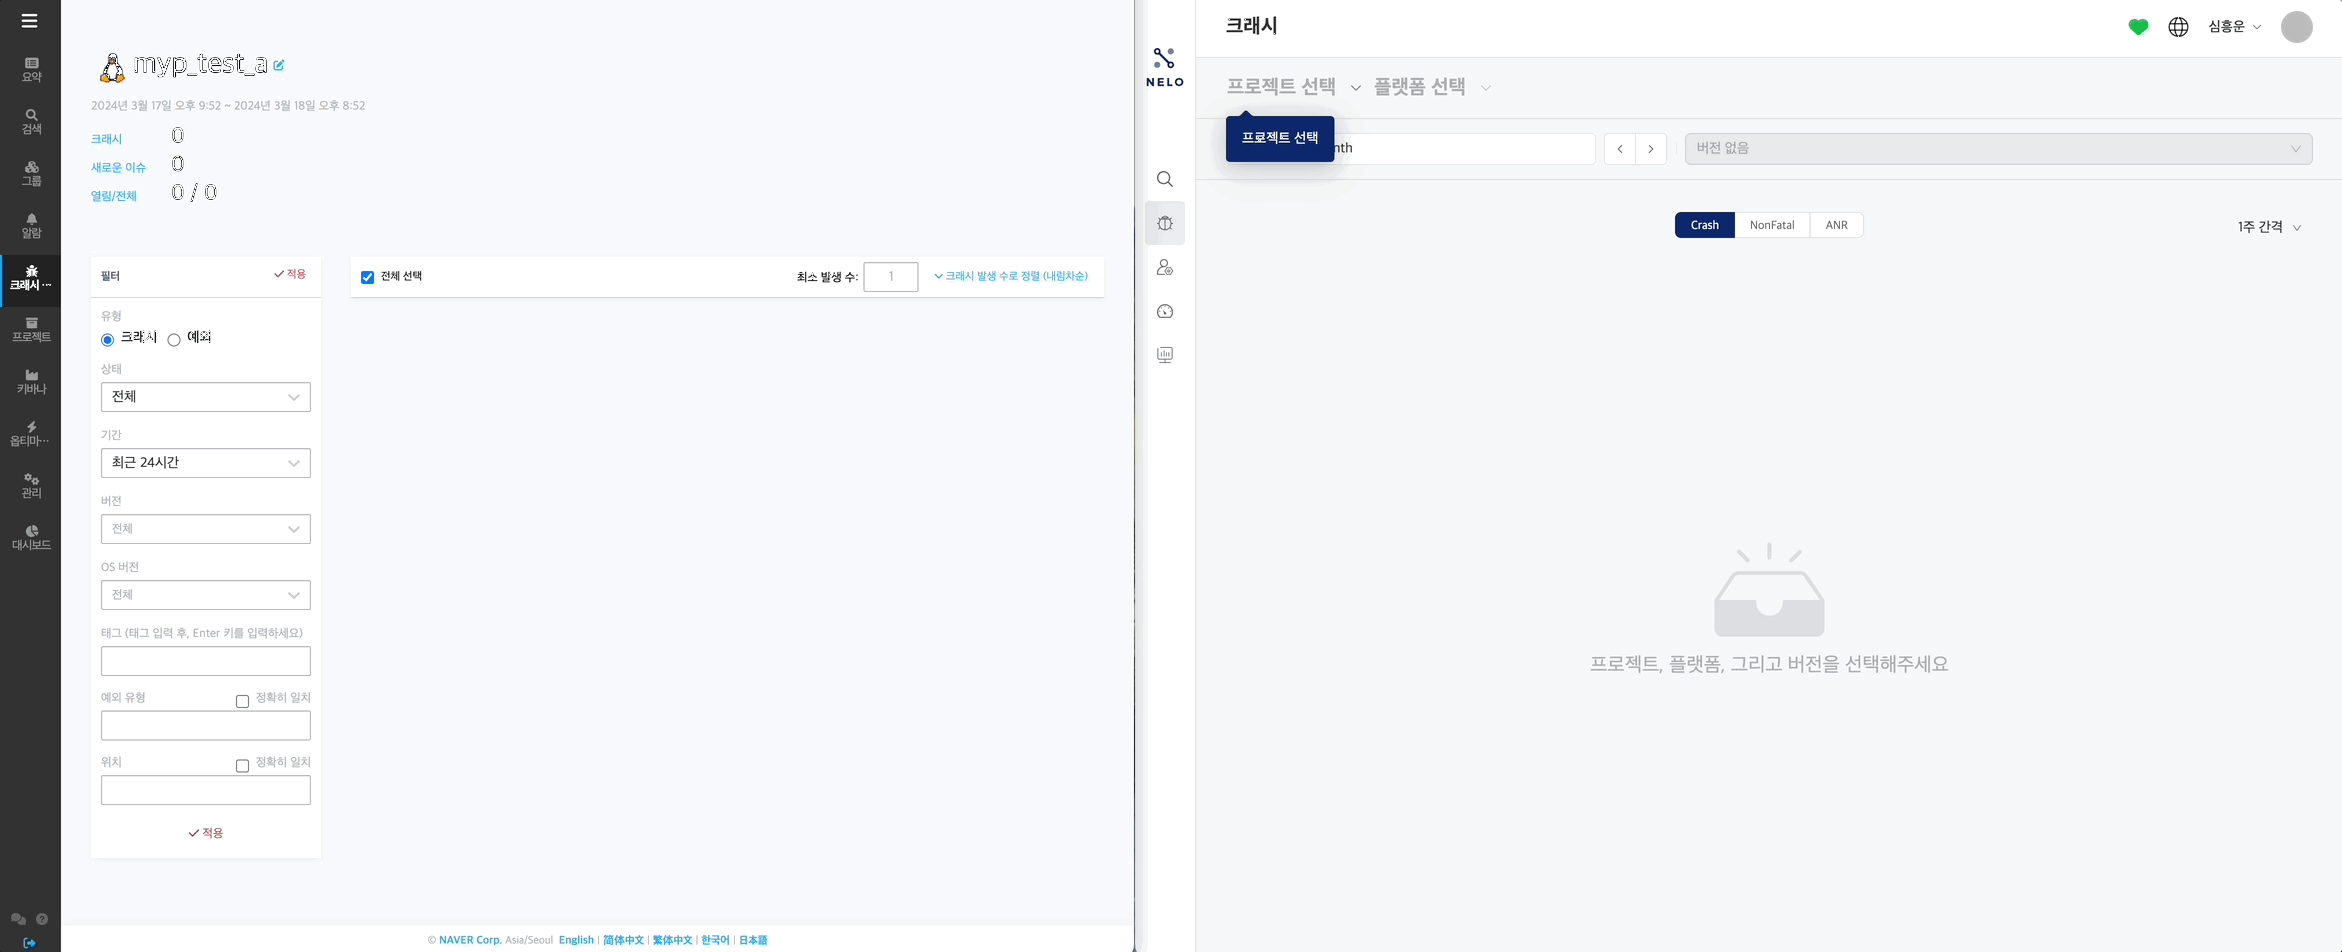 요약
검색
그룹
알람
크래시 ...
프로젝트
키바나
옵티마...
관리
대시보드
myp_test_a
2024년 3월 17일 오후 9:52 ~ 2024년 3월 18일 오후 8:52
크래시 0
새로운 이슈 0
열림/전체 0 / 0
필터 적용
유형
크래시 예외
상태
전체
기간
최근 24시간
버전
전체
OS 버전
전체
태그 (태그 입력 후, Enter 키를 입력하세요)
예외 유형 정확히 일치
위치 정확히 일치
적용
전체 선택 최소 발생 수: 1 크래시 발생 수로 정렬 (내림차순)
© NAVER Corp. Asia/Seoul English | 简体中文 | 繁体中文 | 한국어 | 日本語
NELO
크래시 심흥운
프로젝트 선택 플랫폼 선택
프로젝트 선택
nth 버전 없음
Crash NonFatal ANR 1주 간격
프로젝트, 플랫폼, 그리고 버전을 선택해주세요